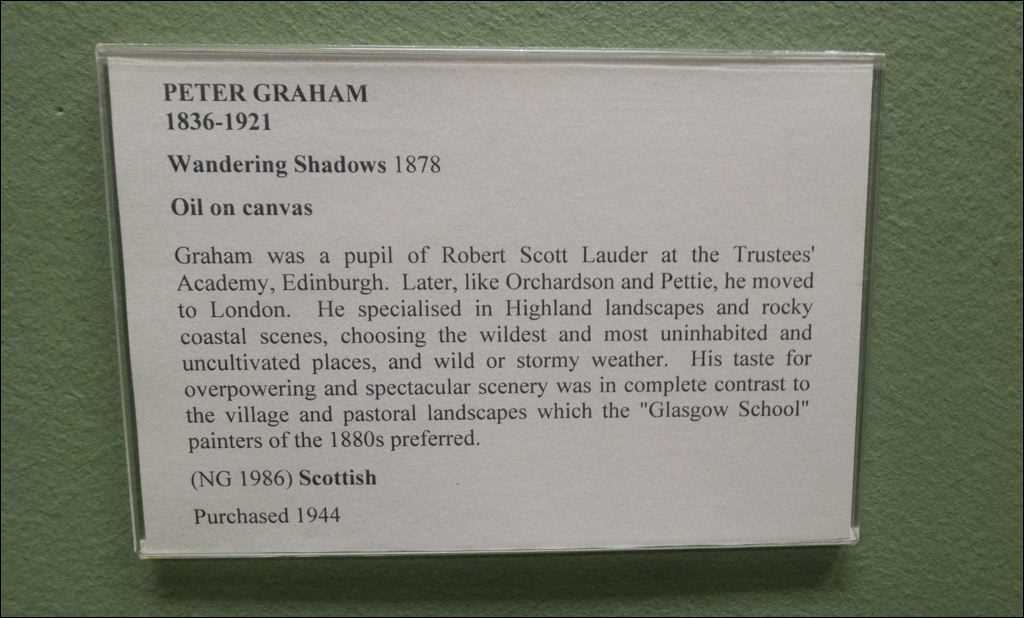 PETER GRAHAM
1836-1921
Wandering Shadows 1878
Oil on canvas
Graham was a pupil of Robert Scott Lauder at the Trustees'
Academy, Edinburgh. Later, like Orchardson and Pettie, he moved
to London. He specialised in Highland landscapes and rocky
coastal scenes, choosing the wildest and most uninhabited and
uncultivated places, and wild or stormy weather. His taste for
overpowering and spectacular scenery was in complete contrast to
the village and pastoral landscapes which the "Glasgow School"
painters of the 1880s preferred.
(NG 1986) Scottish
Purchased 1944